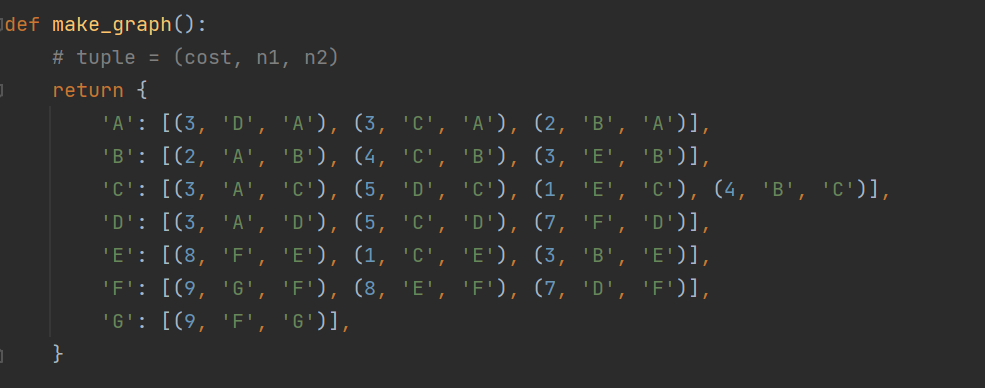 def make_graph():
    # tuple = (cost, n1, n2)
    return {
        'A': [(3, 'D', 'A'), (3, 'C', 'A'), (2, 'B', 'A')],
        'B': [(2, 'A', 'B'), (4, 'C', 'B'), (3, 'E', 'B')],
        'C': [(3, 'A', 'C'), (5, 'D', 'C'), (1, 'E', 'C'), (4, 'B', 'C')],
        'D': [(3, 'A', 'D'), (5, 'C', 'D'), (7, 'F', 'D')],
        'E': [(8, 'F', 'E'), (1, 'C', 'E'), (3, 'B', 'E')],
        'F': [(9, 'G', 'F'), (8, 'E', 'F'), (7, 'D', 'F')],
        'G': [(9, 'F', 'G')],
    }